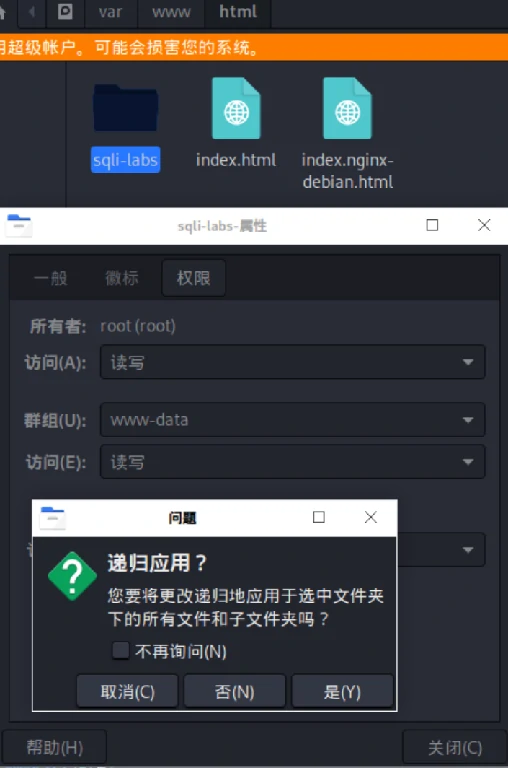 var www html
用超级帐户。可能会损害您的系统。
sqli-labs index.html index.nginx-
debian.html
sqli-labs-属性
一般 徽标 权限
所有者: root (root)
访问(A): 读写
群组(U): www-data
访问(E): 读写
问题
递归应用？
您要将更改递归地应用于选中文件夹
下的所有文件和子文件夹吗？
不再询问(N)
取消(C) 否(N) 是(Y)
帮助(H) 关闭(C)